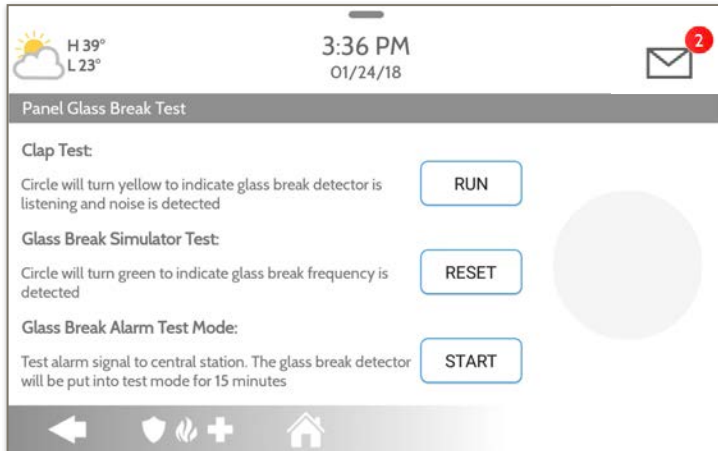 H 39°
L 23°
3:36 PM
01/24/18
2
Panel Glass Break Test
Clap Test:
Circle will turn yellow to indicate glass break detector is
listening and noise is detected
RUN
Glass Break Simulator Test:
Circle will turn green to indicate glass break frequency is
detected
RESET
Glass Break Alarm Test Mode:
Test alarm signal to central station. The glass break detector
will be put into test mode for 15 minutes
START